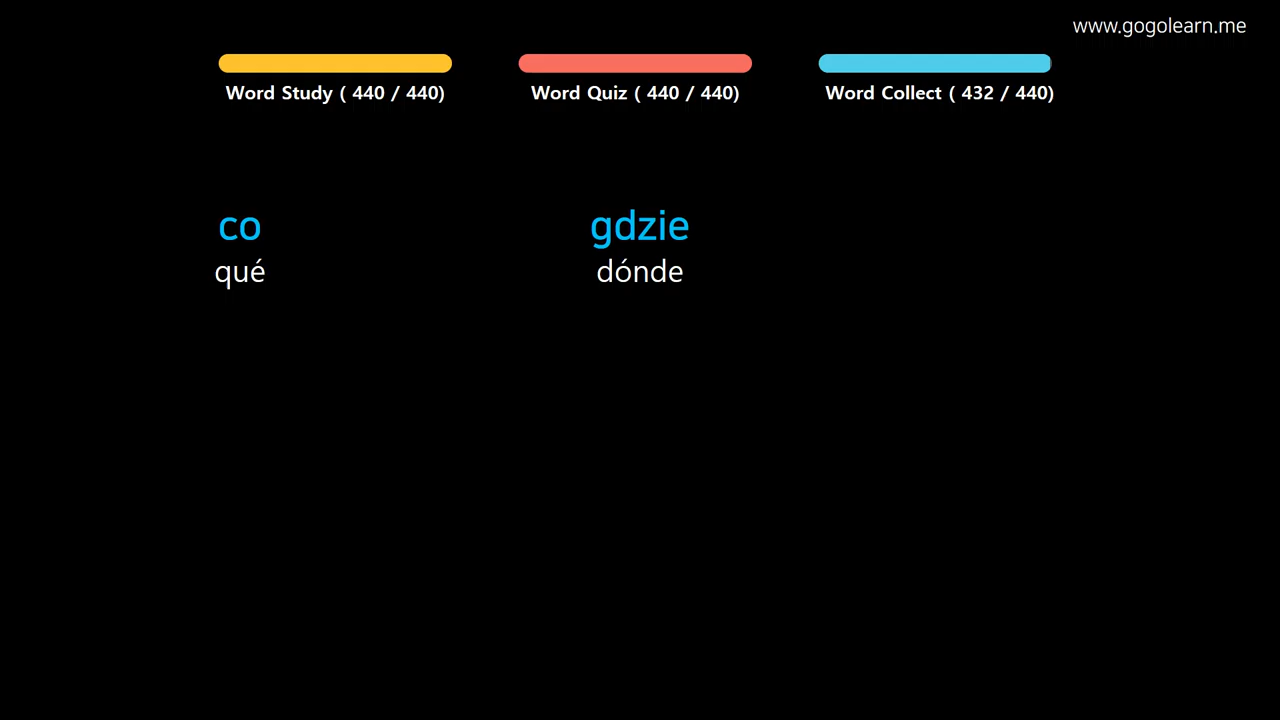 www.gogolearn.me
Word Study ( 440 / 440)
Word Quiz ( 440 / 440)
Word Collect ( 432 / 440)
co
qué
gdzie
dónde